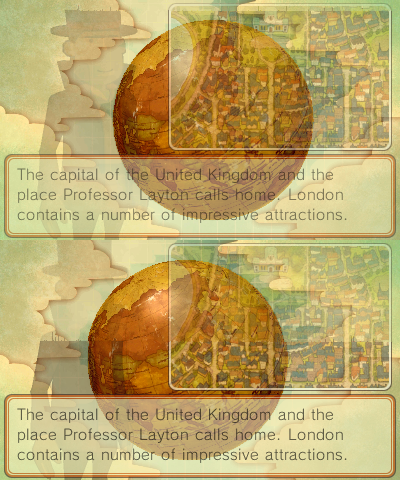 The capital of the United Kingdom and the
place Professor Layton calls home. London
contains a number of impressive attractions.
The capital of the United Kingdom and the
place Professor Layton calls home. London
contains a number of impressive attractions.